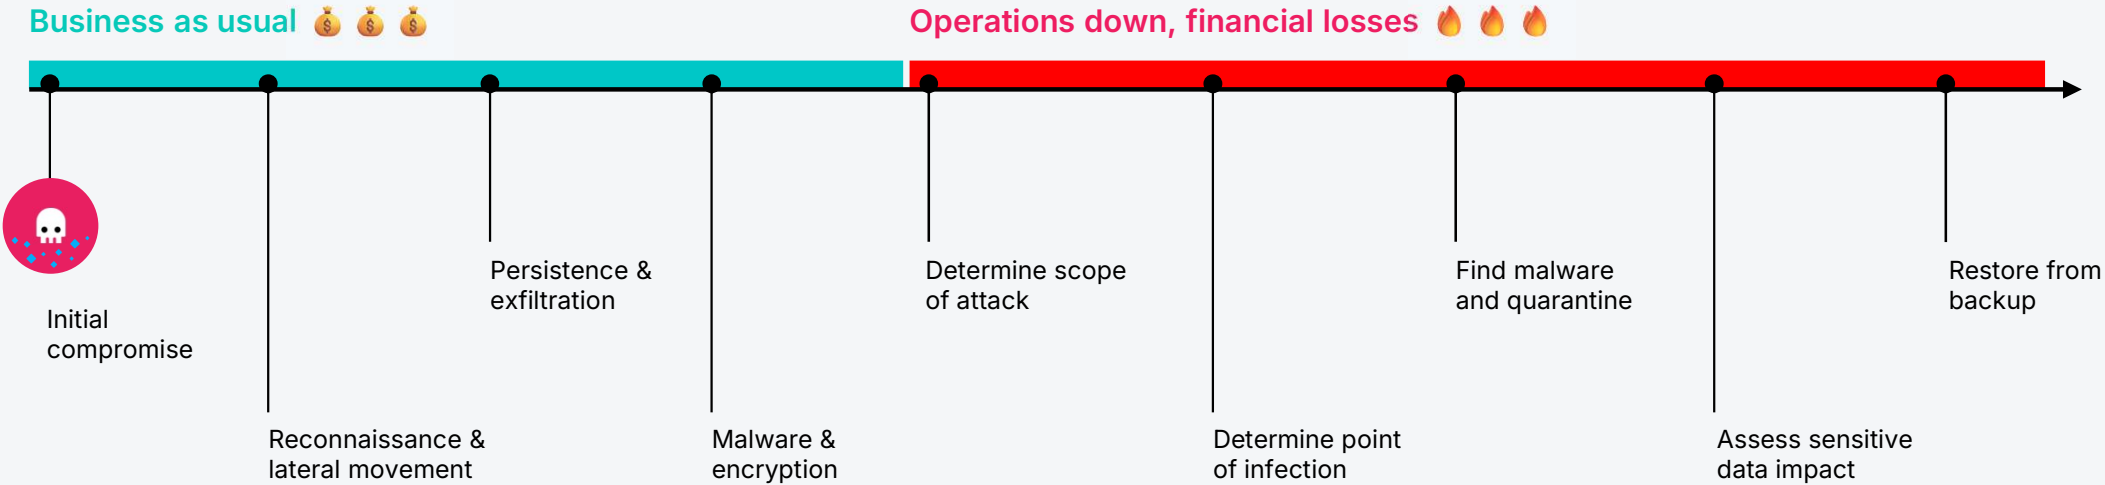 Business as usual 💰 💰 💰
Operations down, financial losses 🔥 🔥 🔥
Initial
compromise
Reconnaissance &
lateral movement
Persistence &
exfiltration
Malware &
encryption
Determine scope
of attack
Determine point
of infection
Find malware
and quarantine
Assess sensitive
data impact
Restore from
backup